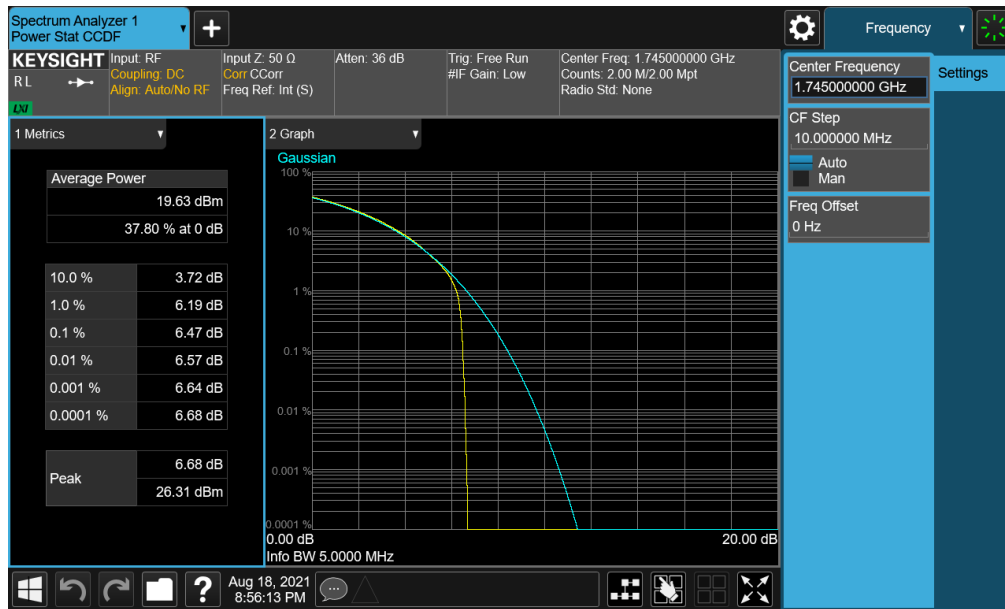 Spectrum Analyzer 1
Power Stat CCDF
+
Frequency
KEYSIGHT
RL
LXI
Input: RF
Coupling: DC
Align: Auto/No RF
Input Z: 50 Ω
Corr CCorr
Freq Ref: Int (S)
Atten: 36 dB
Trig: Free Run
#IF Gain: Low
Center Freq: 1.745000000 GHz
Counts: 2.00 M/2.00 Mpt
Radio Std: None
Center Frequency
1.745000000 GHz
Settings
CF Step
10.000000 MHz
Auto
Man
Freq Offset
0 Hz
1 Metrics
Average Power
19.63 dBm
37.80 % at 0 dB
10.0 % 3.72 dB
1.0 % 6.19 dB
0.1 % 6.47 dB
0.01 % 6.57 dB
0.001 % 6.64 dB
0.0001 % 6.68 dB
Peak
6.68 dB
26.31 dBm
2 Graph
Gaussian
100 %
10 %
1 %
0.1 %
0.01 %
0.001 %
0.0001 %
0.00 dB 20.00 dB
Info BW 5.0000 MHz
?
Aug 18, 2021
8:56:13 PM